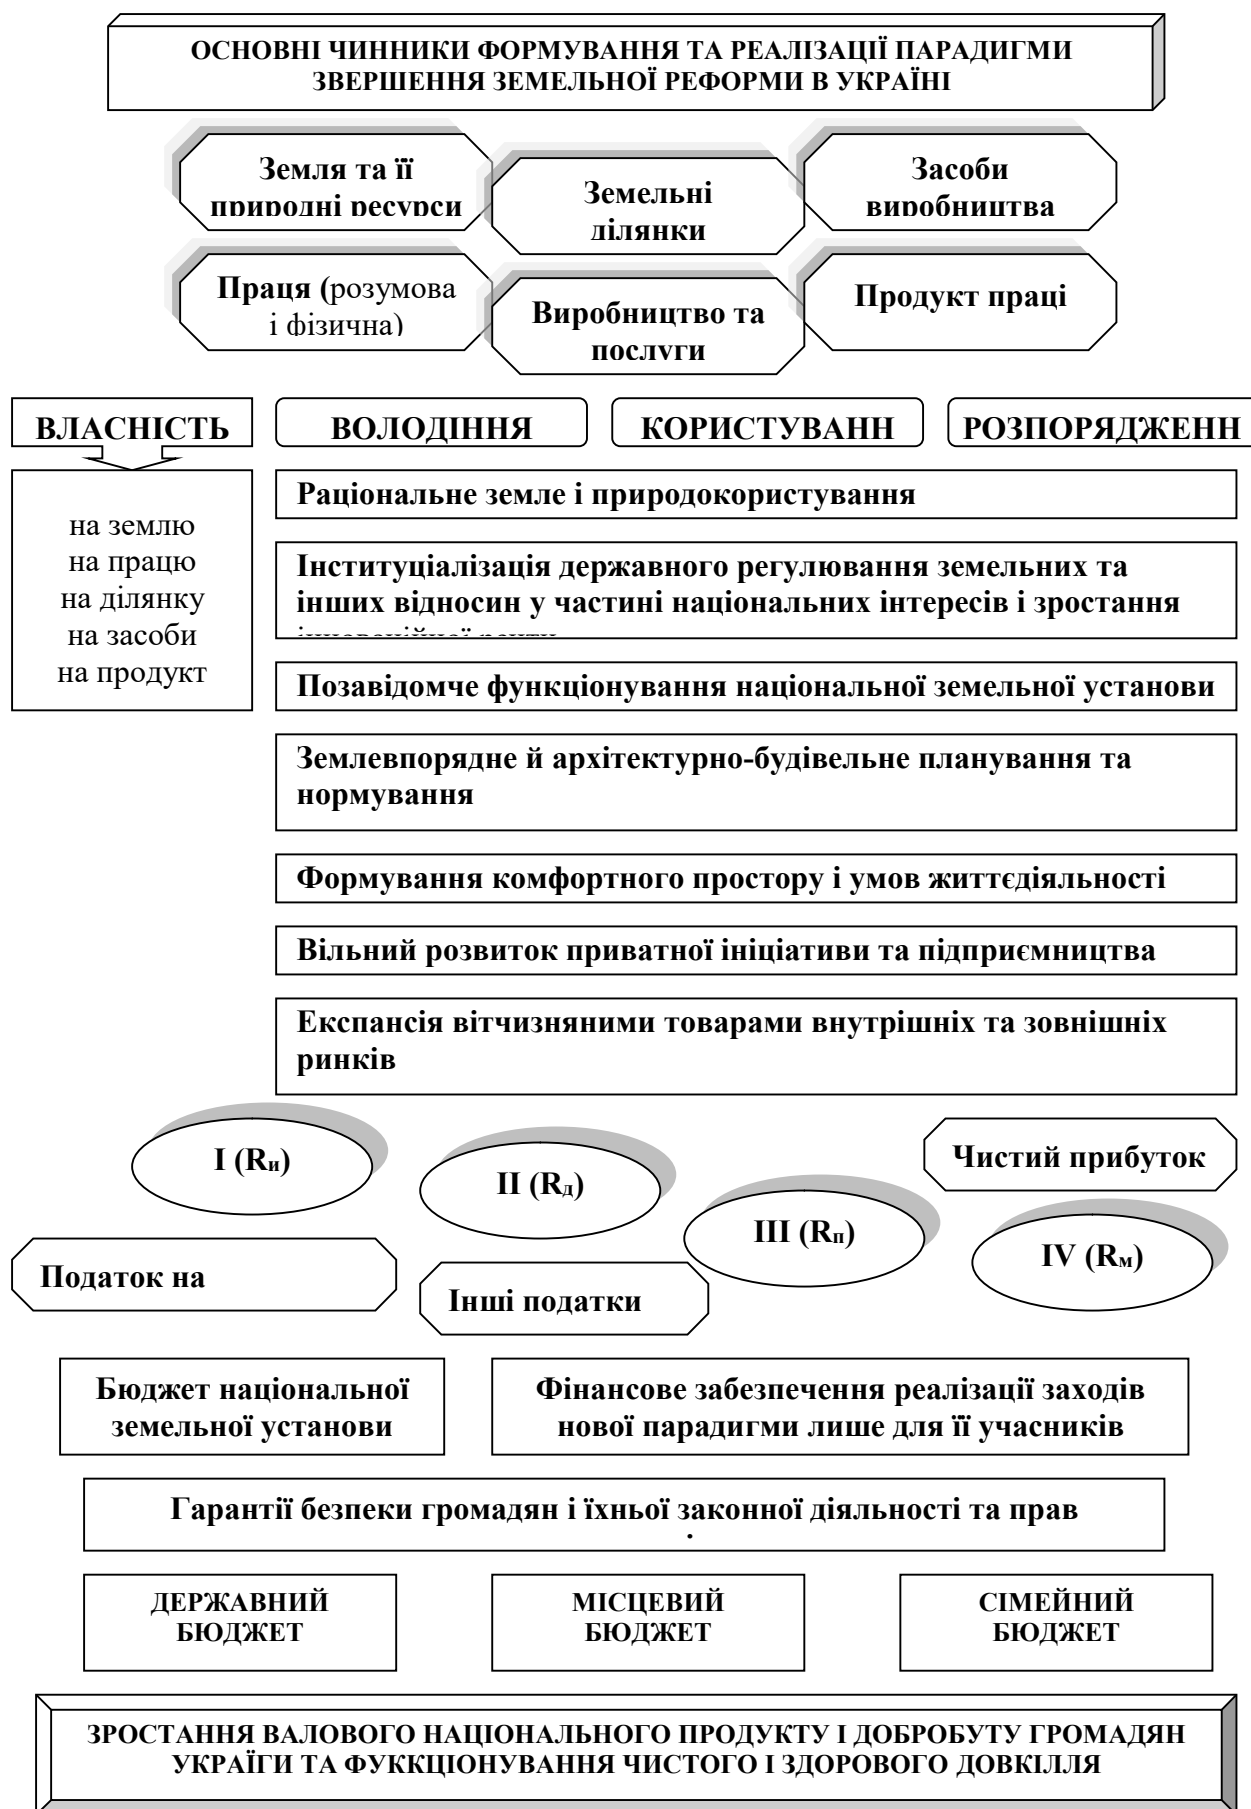 ОСНОВНІ ЧИННИКИ ФОРМУВАННЯ ТА РЕАЛІЗАЦІЇ ПАРАДИГМИ
ЗВЕРШЕННЯ ЗЕМЕЛЬНОЇ РЕФОРМИ В УКРАЇНІ
Земля та її
природні ресурси
Земельні
ділянки
Засоби
виробництва
Праця (розумова
і фізична)
Виробництво та
послуги
Продукт праці
ВЛАСНІСТЬ
ВОЛОДІННЯ
КОРИСТУВАНН
РОЗПОРЯДЖЕНН
на землю
на працю
на ділянку
на засоби
на продукт
Раціональне земле і природокористування
Інституціалізація державного регулювання земельних та
інших відносин у частині національних інтересів і зростання
Позавідомче функціонування національної земельної установи
Землевпорядне й архітектурно-будівельне планування та
нормування
Формування комфортного простору і умов життєдіяльності
Вільний розвиток приватної ініціативи та підприємництва
Експансія вітчизняними товарами внутрішніх та зовнішніх
ринків
I (Rи)
II (Rд)
III (Rп)
Чистий прибуток
IV (Rм)
Податок на
Інші податки
Бюджет національної
земельної установи
Фінансове забезпечення реалізації заходів
нової парадигми лише для її учасників
Гарантії безпеки громадян і їхньої законної діяльності та прав
ДЕРЖАВНИЙ
БЮДЖЕТ
МІСЦЕВИЙ
БЮДЖЕТ
СІМЕЙНИЙ
БЮДЖЕТ
ЗРОСТАННЯ ВАЛОВОГО НАЦІОНАЛЬНОГО ПРОДУКТУ І ДОБРОБУТУ ГРОМАДЯН
УКРАЇГИ ТА ФУККЦІОНУВАННЯ ЧИСТОГО І ЗДОРОВОГО ДОВКІЛЛЯ